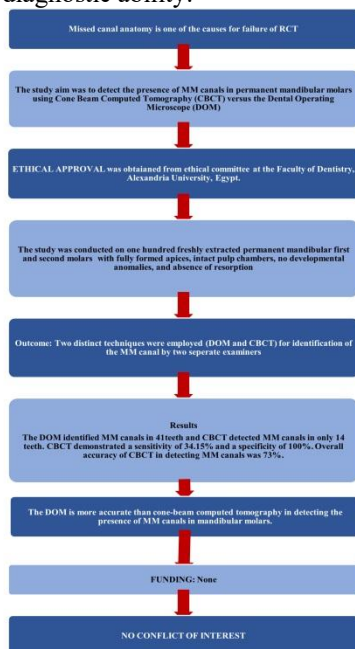 diagnostic ability.
Missed canal anatomy is one of the causes for failure of RCT
The study aim was to detect the presence of MM canals in permanent mandibular molars
using Cone Beam Computed Tomography (CBCT) versus the Dental Operating
Microscope (DOM)
ETHICAL APPROVAL was obtaianed from ethical committee at the Faculty of Dentistry,
Alexandria University, Egypt.
The study was conducted on one hundred freshly extracted permanent mandibular first
and second molars with fully formed apices, intact pulp chambers, no developmental
anomalies, and absence of resorption
Outcome: Two distinct techniques were employed (DOM and CBCT) for identification of
the MM canal by two seperate examiners
Results
The DOM identified MM canals in 41teeth and CBCT detected MM canals in only 14
teeth. CBCT demonstrated a sensitivity of 34.15% and a specificity of 100%. Overall
accuracy of CBCT in detecting MM canals was 73%.
The DOM is more accurate than cone-beam computed tomography in detecting the
presence of MM canals in mandibular molars.
FUNDING: None
NO CONFLICT OF INTEREST